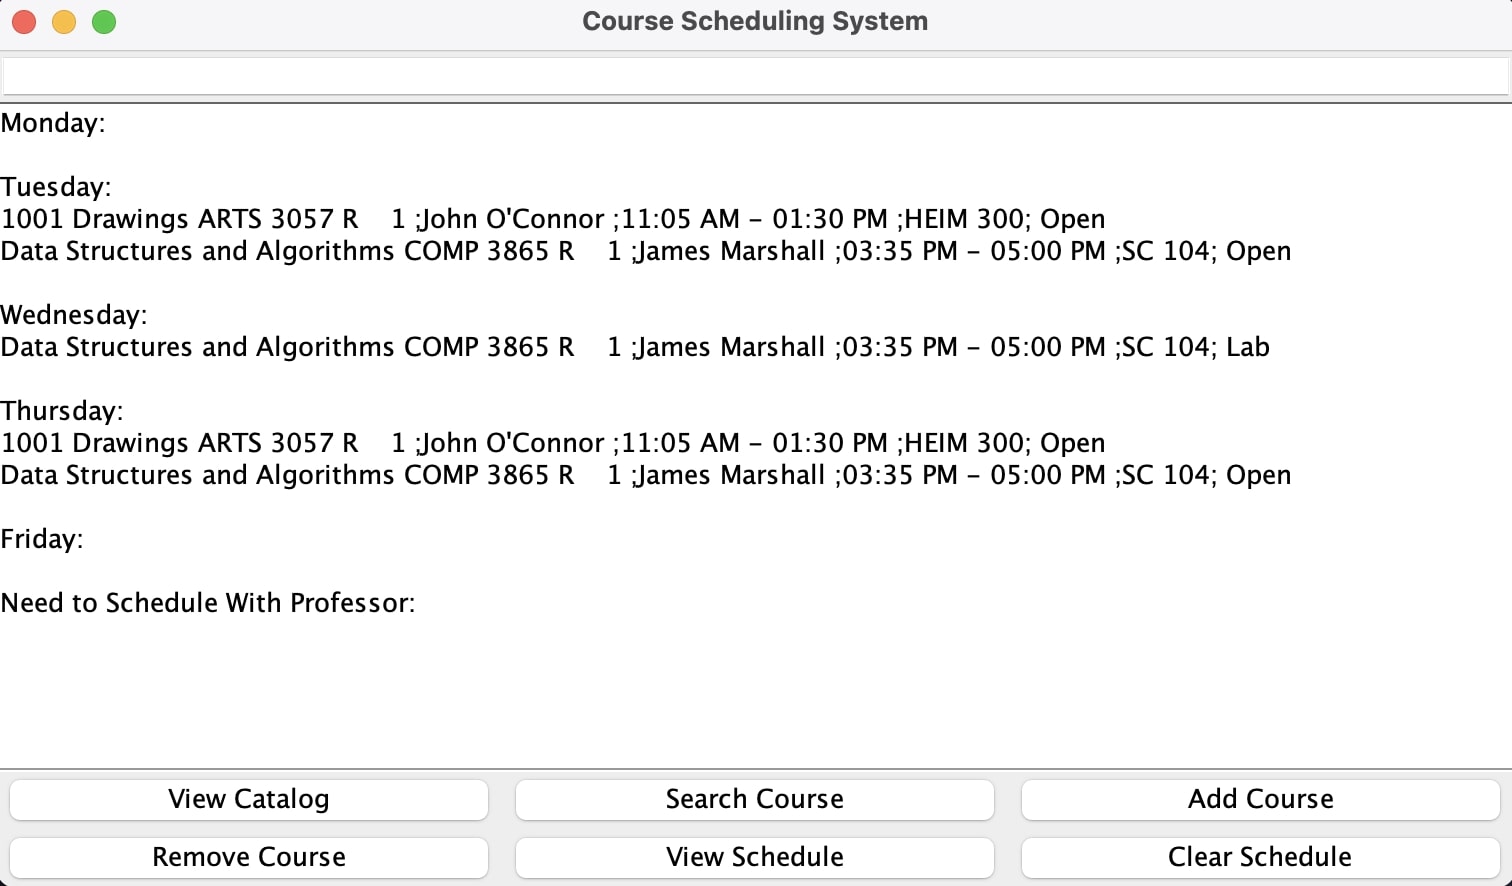 Course Scheduling System
Monday:
Tuesday:
1001 Drawings ARTS 3057 R    1 ;John O'Connor ;11:05 AM - 01:30 PM ;HEIM 300; Open
Data Structures and Algorithms COMP 3865 R    1 ;James Marshall ;03:35 PM - 05:00 PM ;SC 104; Open
Wednesday:
Data Structures and Algorithms COMP 3865 R    1 ;James Marshall ;03:35 PM - 05:00 PM ;SC 104; Lab
Thursday:
1001 Drawings ARTS 3057 R    1 ;John O'Connor ;11:05 AM - 01:30 PM ;HEIM 300; Open
Data Structures and Algorithms COMP 3865 R    1 ;James Marshall ;03:35 PM - 05:00 PM ;SC 104; Open
Friday:
Need to Schedule With Professor:
View Catalog
Search Course
Add Course
Remove Course
View Schedule
Clear Schedule